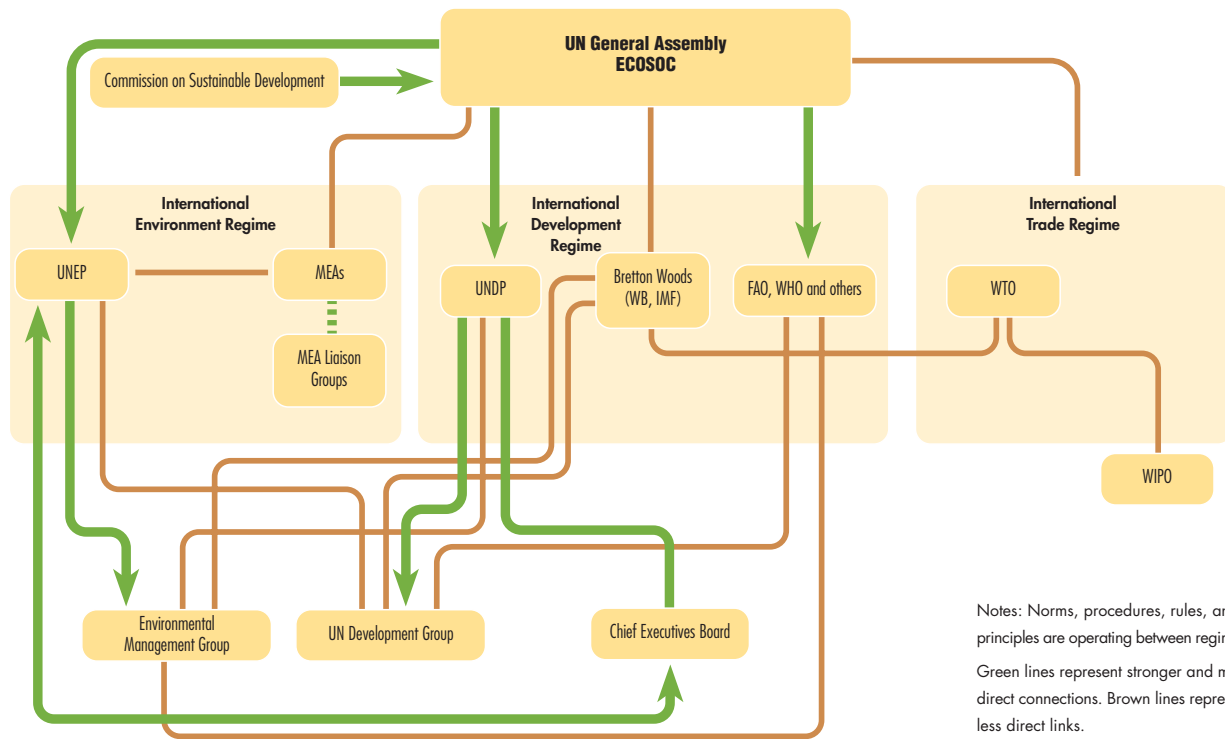 UN General Assembly
ECOSOC
Commission on Sustainable Development
International
Environment Regime
International
Development
Regime
International
Trade Regime
UNEP
MEAs
UNDP
Bretton Woods
(WB, IMF)
FAO, WHO and others
WTO
MEA Liaison
Groups
WIPO
Environmental
Management Group
UN Development Group
Chief Executives Board
Notes: Norms, procedures, rules,
principles are operating between
Green lines represent stronger and
direct connections. Brown lines
less direct links.